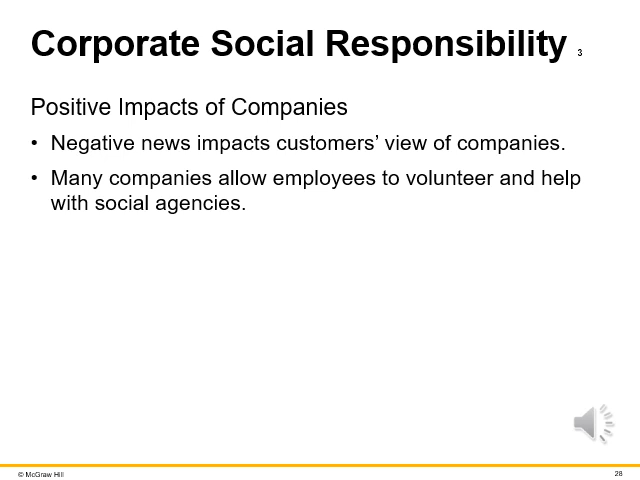 Corporate Social Responsibility 3
Positive Impacts of Companies
• Negative news impacts customers’ view of companies.
• Many companies allow employees to volunteer and help
with social agencies.
© McGraw Hill
28